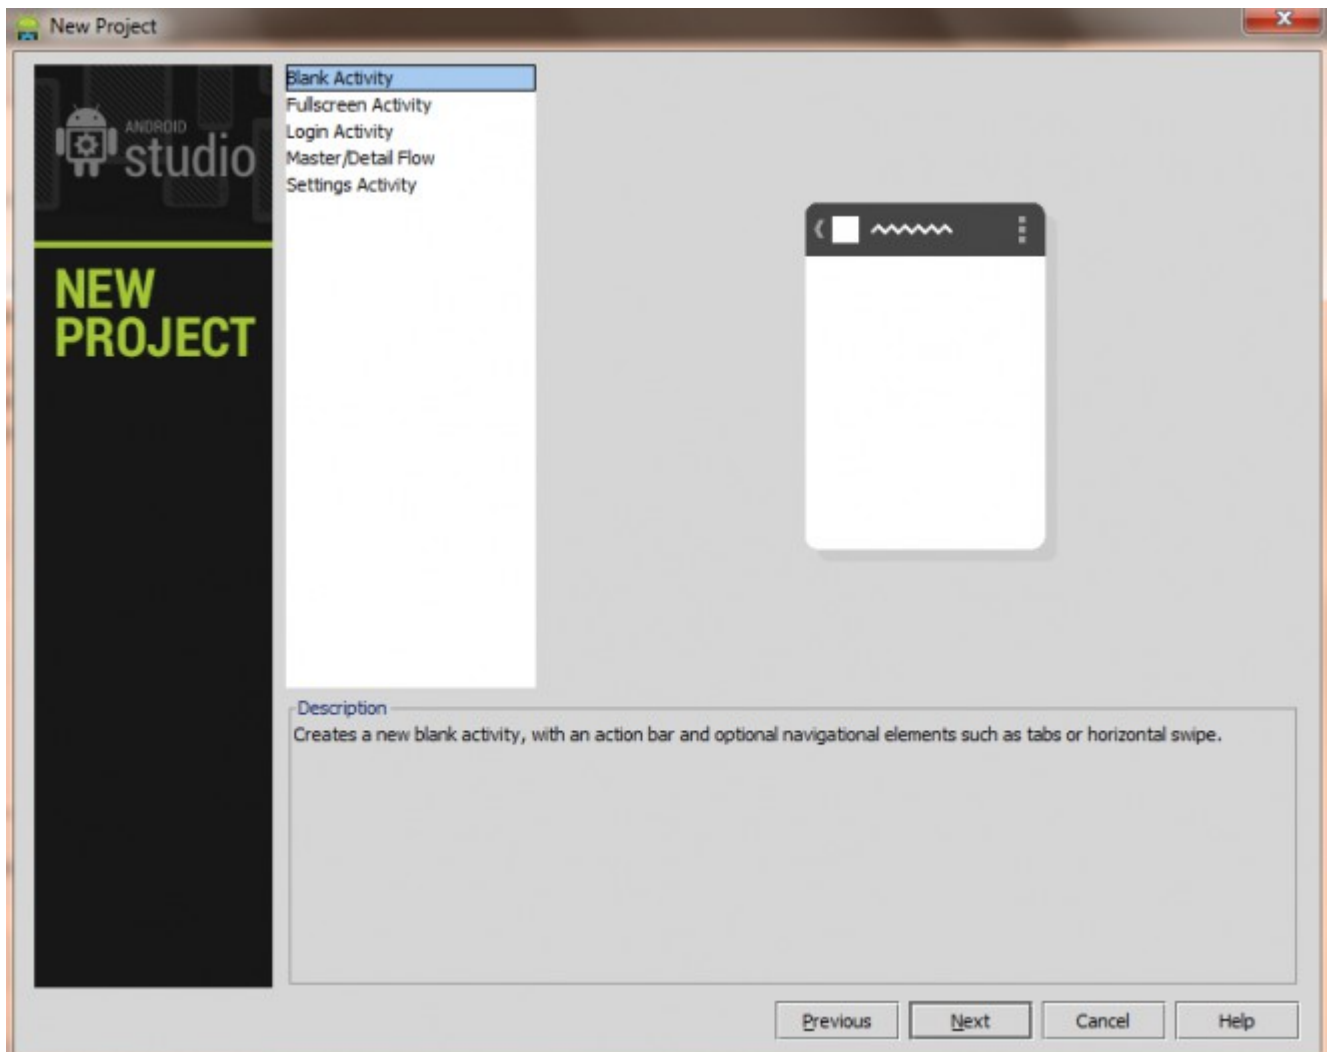 New Project
ANDROID
studio
NEW
PROJECT
Blank Activity
Fullscreen Activity
Login Activity
Master/Detail Flow
Settings Activity
Description
Creates a new blank activity, with an action bar and optional navigational elements such as tabs or horizontal swipe.
Previous
Next
Cancel
Help